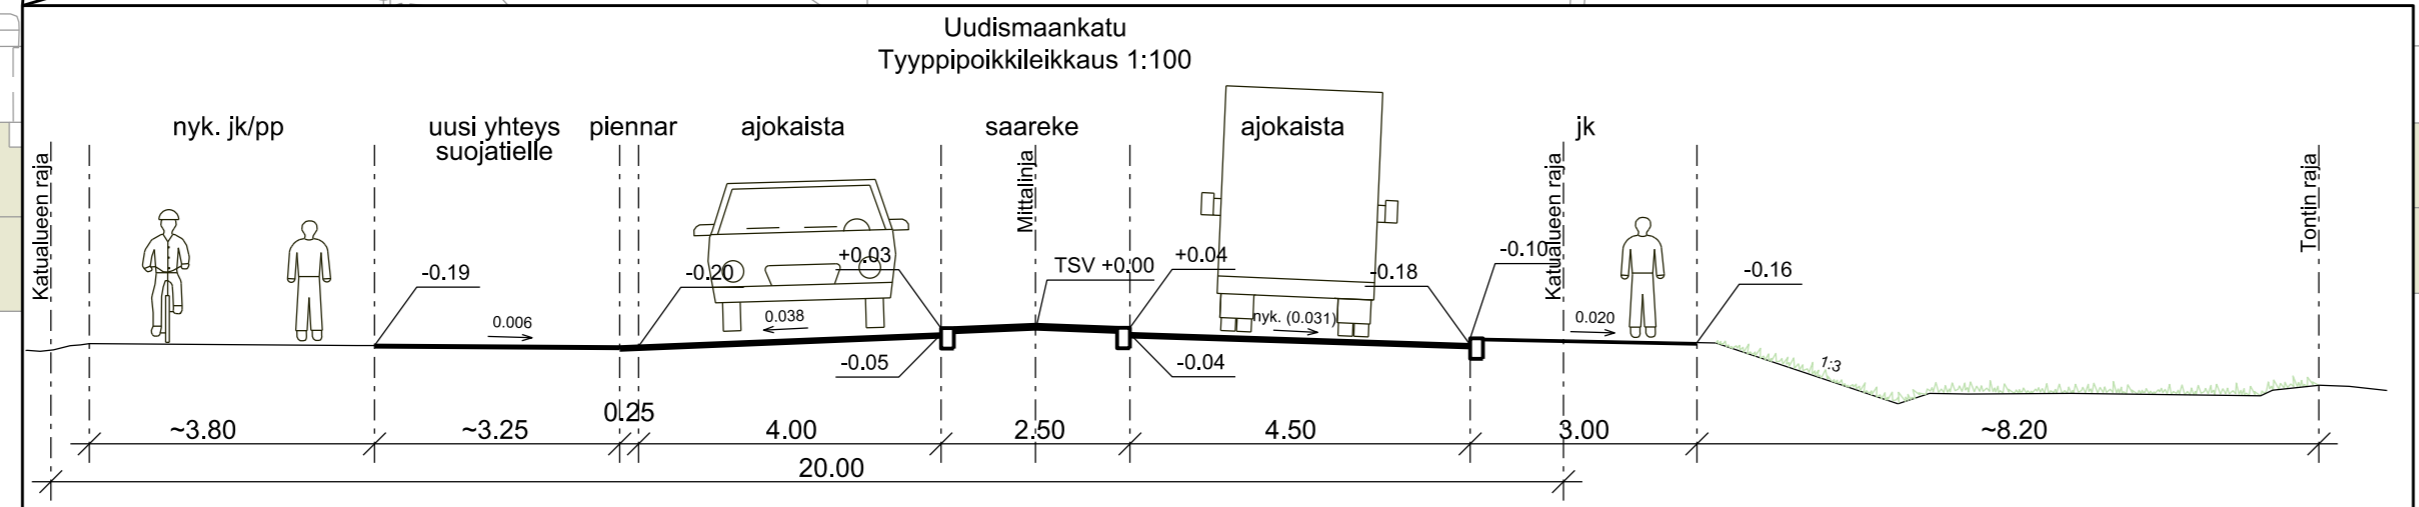 Uudismaankatu
Tyyppipoikkileikkaus 1:100
nyk. jk/pp
uusi yhteys
suojatielle
piennar
ajokaista
saareke
ajokaista
jk
Katualueen raja
Mittalinja
Katualueen raja
Tontin raja
-0.19
-0.20
+0.03
TSV +0.00
+0.04
-0.18
-0.10
-0.16
0.006
0.038
nyk. (0.031)
0.020
-0.05
-0.04
1:3
~3.80
~3.25
0.25
4.00
2.50
4.50
3.00
~8.20
20.00